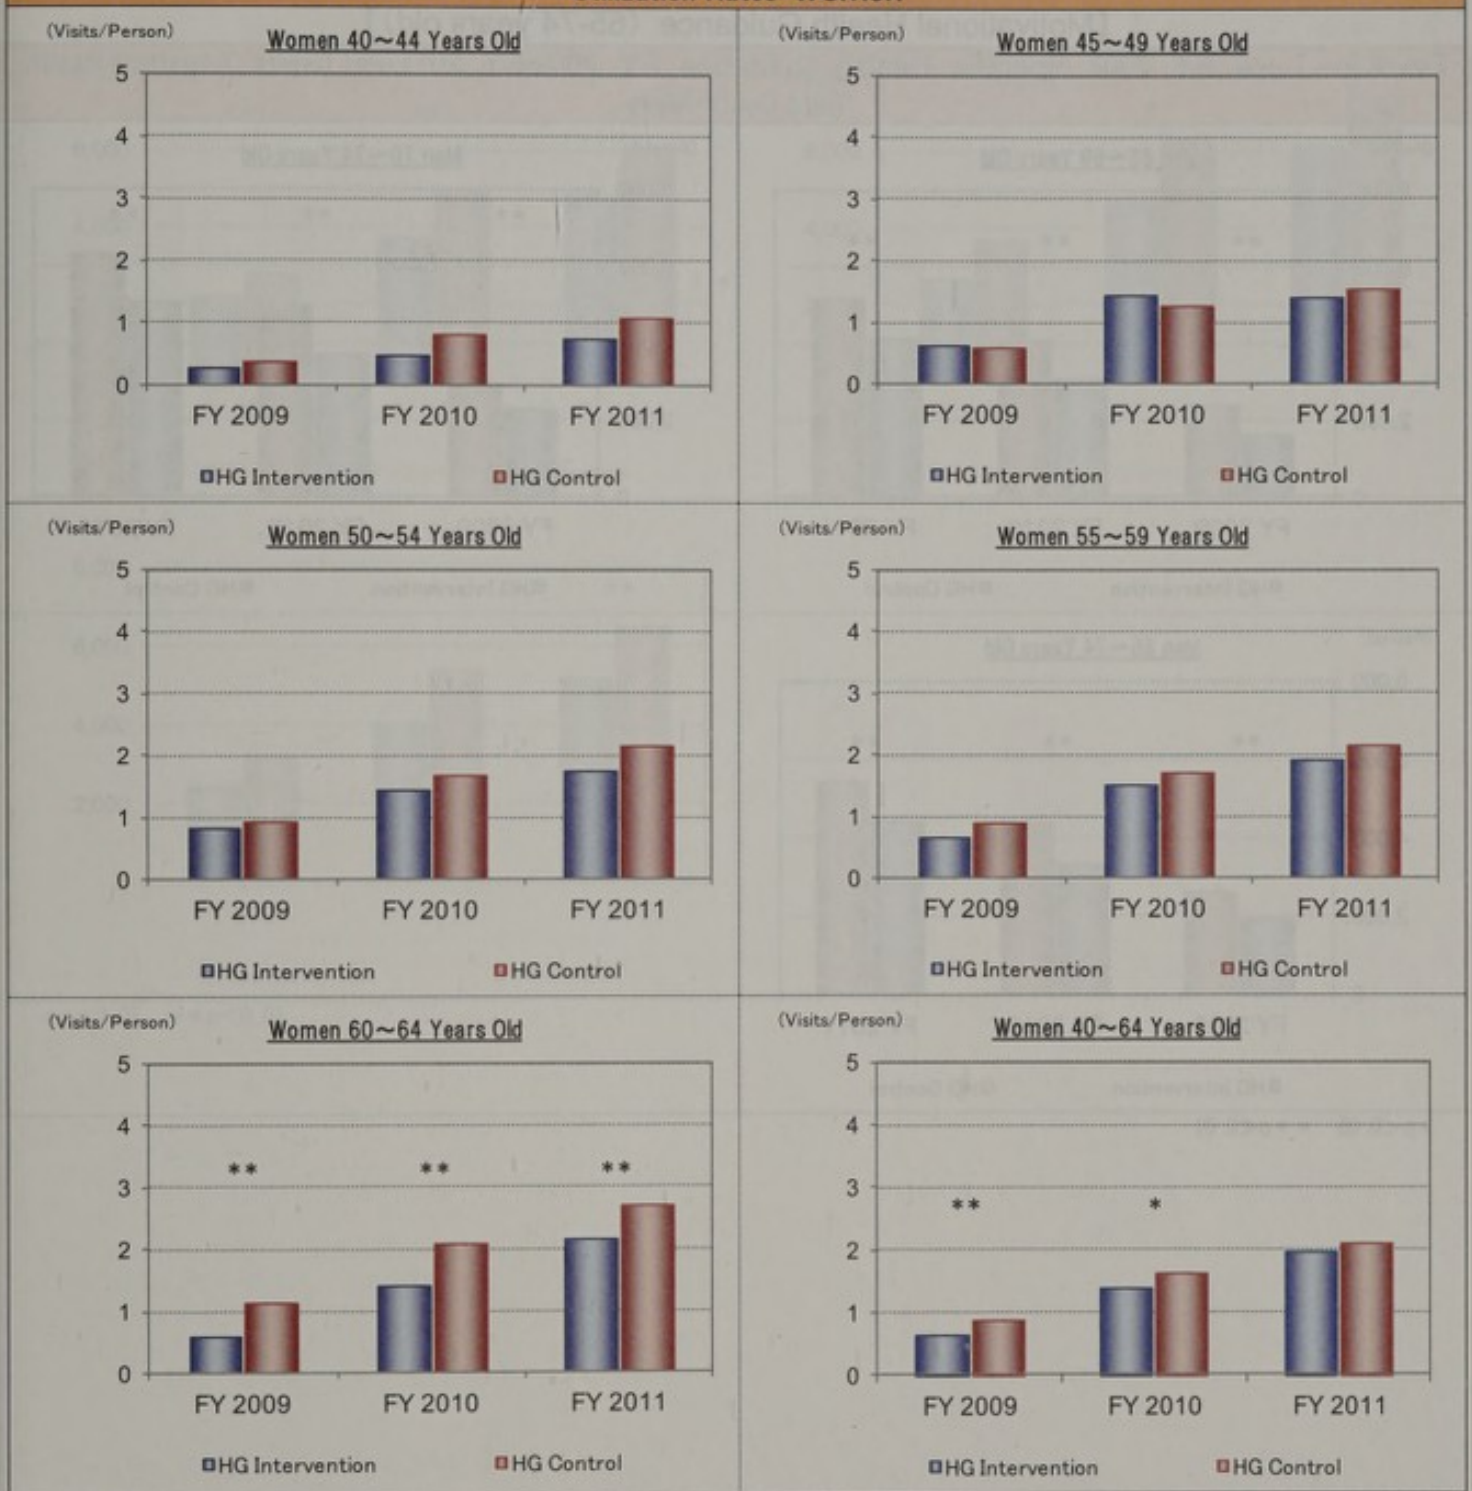 (Visits/Person)
Women 40~44 Years Old
5
4
3
2
1
0
FY 2009
FY 2010
FY 2011
HG Intervention
HG Control
(Visits/Person)
Women 45~49 Years Old
5
4
3
2
1
0
FY 2009
FY 2010
FY 2011
HG Intervention
HG Control
(Visits/Person)
Women 50~54 Years Old
5
4
3
2
1
0
FY 2009
FY 2010
FY 2011
HG Intervention
HG Control
(Visits/Person)
Women 55~59 Years Old
5
4
3
2
1
0
FY 2009
FY 2010
FY 2011
HG Intervention
HG Control
(Visits/Person)
Women 60~64 Years Old
5
4
3
2
1
0
** ** **
FY 2009
FY 2010
FY 2011
HG Intervention
HG Control
(Visits/Person)
Women 40~64 Years Old
5
4
3
2
1
0
** *
FY 2009
FY 2010
FY 2011
HG Intervention
HG Control